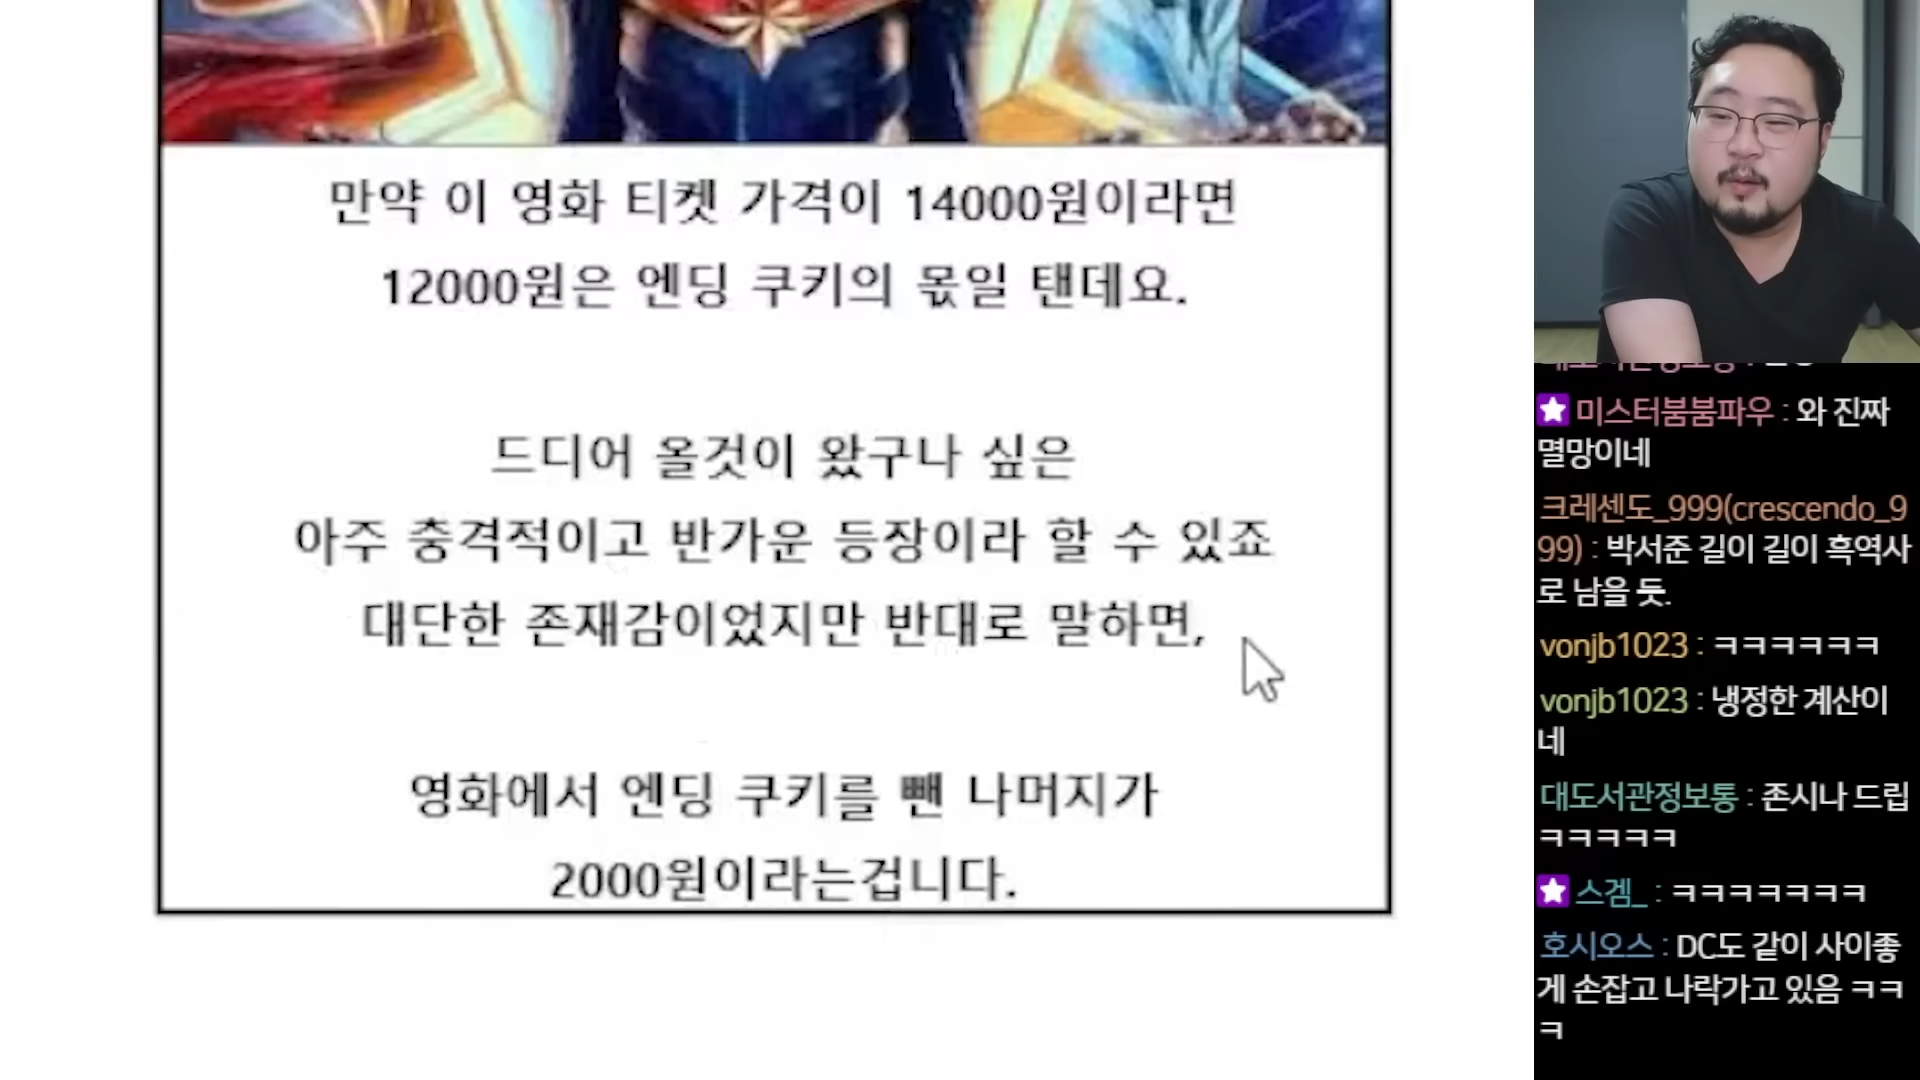 만약 이 영화 티켓 가격이 14000원이라면
12000원은 엔딩 쿠키의 몫일 탠데요.
드디어 올것이 왔구나 싶은
아주 충격적이고 반가운 등장이라 할 수 있죠
대단한 존재감이었지만 반대로 말하면,
영화에서 엔딩 쿠키를 뺀 나머지가
2000원이라는겁니다.
미스터붐붐파우 : 와 진짜
멸망이네
크레센도_999(crescendo_9
99) : 박서준 길이 길이 흑역사
로 남을 듯.
vonjb1023 : ㅋㅋㅋㅋㅋㅋ
vonjb1023 : 냉정한 계산이
네
대도서관정보통 : 존시나 드립
ㅋㅋㅋㅋㅋ
스겜_ : ㅋㅋㅋㅋㅋㅋㅋ
호시오스 : DC도 같이 사이좋
게 손잡고 나락가고 있음 ㅋㅋ
ㅋ